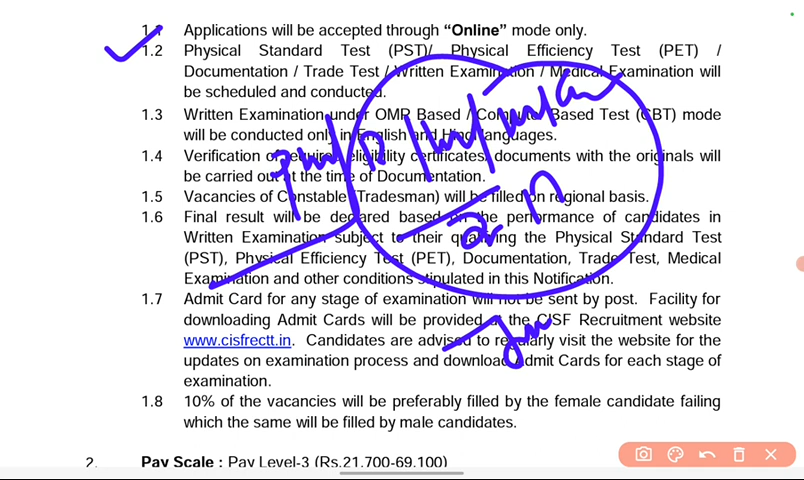 1.1 Applications will be accepted through “Online” mode only.
1.2 Physical Standard Test (PST)/ Physical Efficiency Test (PET) /
Documentation / Trade Test / Written Examination / Medical Examination will
be scheduled and conducted.
1.3 Written Examination under OMR Based / Computer Based Test (CBT) mode
will be conducted only in English and Hindi languages.
1.4 Verification of required eligibility certificates, documents with the originals will
be carried out at the time of Documentation.
1.5 Vacancies of Constable (Tradesman) will be filled on regional basis.
1.6 Final result will be declared based on the performance of candidates in
Written Examination subject to their qualifying the Physical Standard Test
(PST), Physical Efficiency Test (PET), Documentation, Trade Test, Medical
Examination and other conditions stipulated in this Notification.
1.7 Admit Card for any stage of examination will not be sent by post. Facility for
downloading Admit Cards will be provided at the CISF Recruitment website
www.cisfrectt.in. Candidates are advised to regularly visit the website for the
updates on examination process and download Admit Cards for each stage of
examination.
1.8 10% of the vacancies will be preferably filled by the female candidate failing
which the same will be filled by male candidates.
2. Pay Scale : Pay Level-3 (Rs.21,700-69,100)